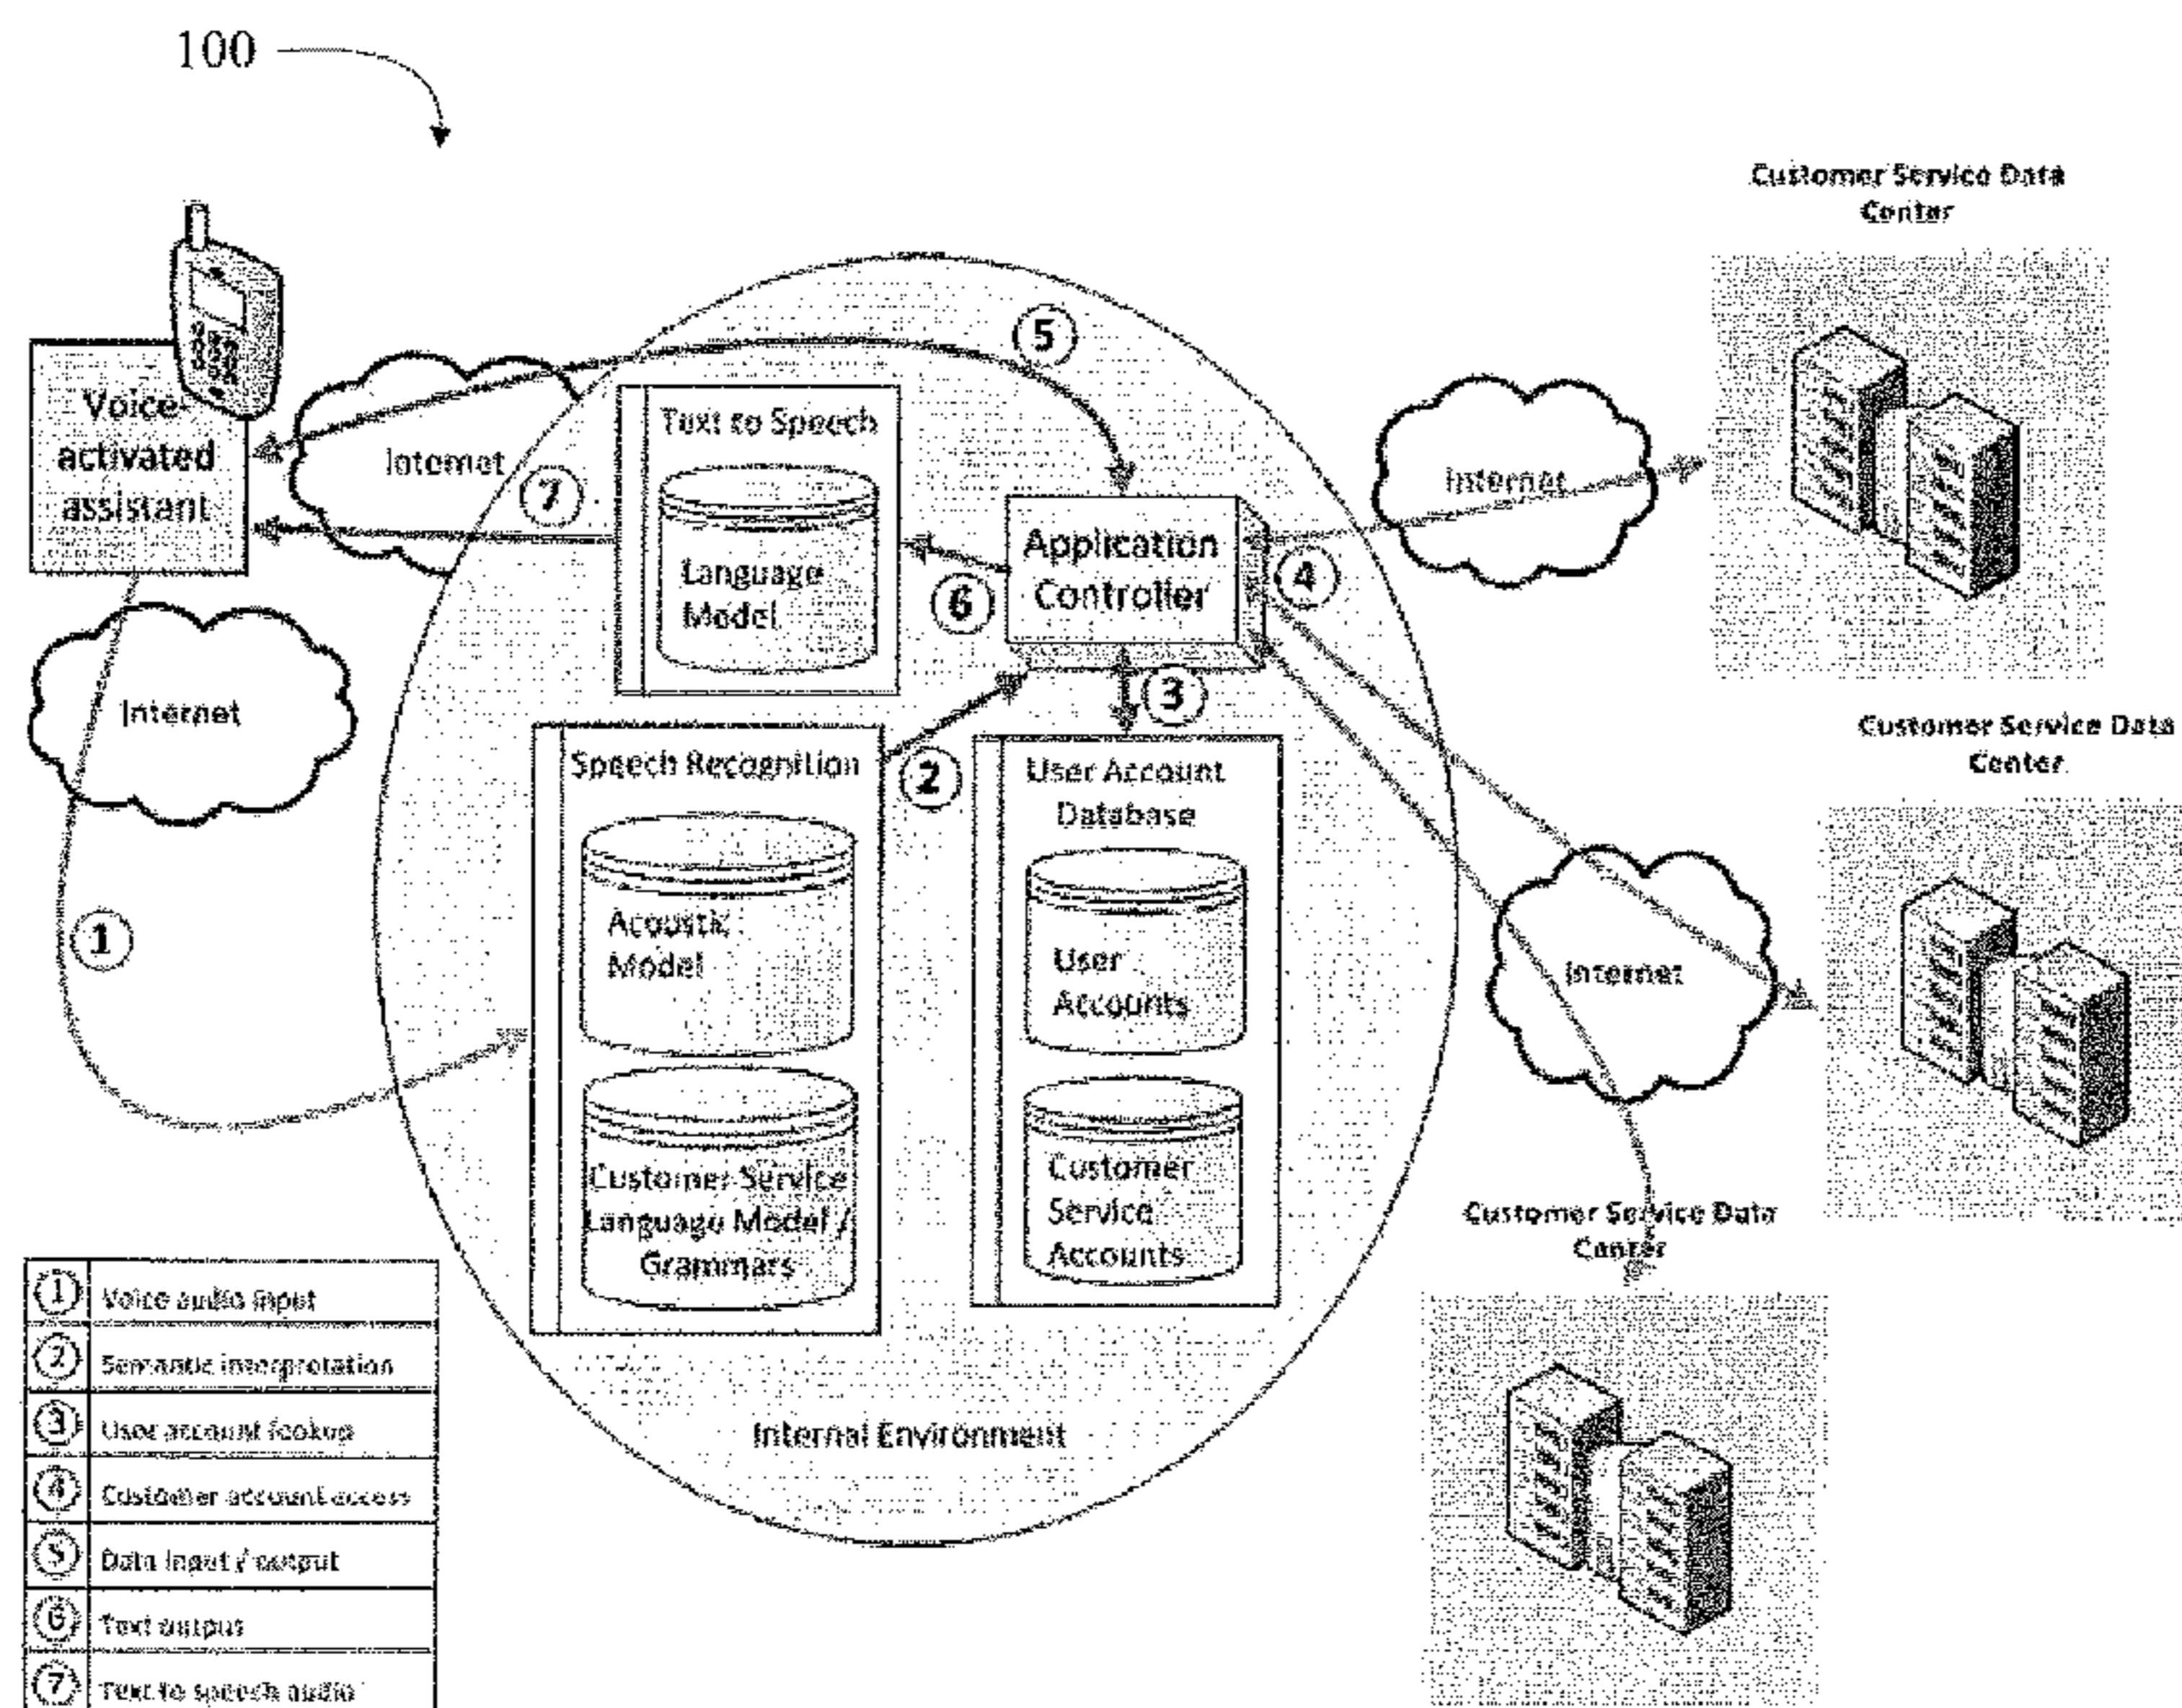 100
Customer Service Data
Center
5
Voice-
activated
assistant
Internet
7
Text to Speech
Language
Model
6
Application
Controller
4
Internet
3
Internet
Speech Recognition
2
User Account
Database
Customer Service Data
Center
Acoustic
Model
User
Accounts
1
Internet
Customer Service
Language Model /
Grammars
Customer
Service
Accounts
Customer Service Data
Center
Internal Environment
1 Voice audio input
2 Semantic interpretation
3 User account lookup
4 Customer account access
5 Data input / output
6 Text output
7 Text to speech audio